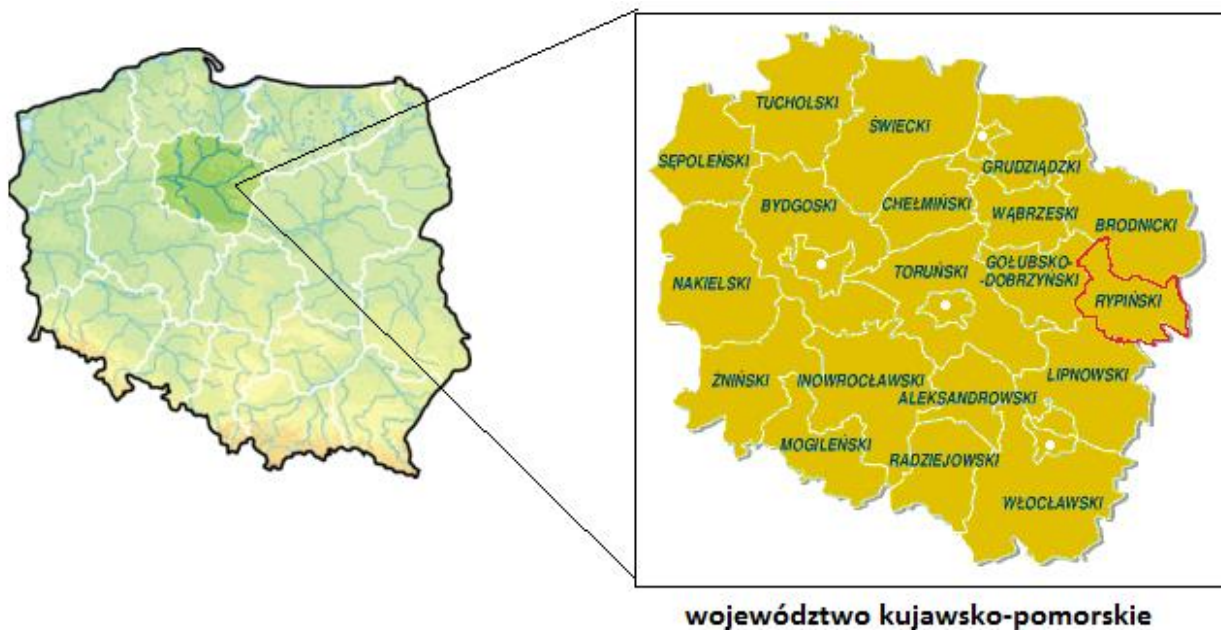 TUCHOLSKI
ŚWIECKI
SĘPOLEŃSKI
GRUDZIĄDZKI
BYDGOSKI
CHEŁMIŃSKI
WĄBRZESKI
BRODNICKI
NAKIELSKI
TORUŃSKI
GOŁUBSKO-
-DOBRZYŃSKI
RYPIŃSKI
ŻNIŃSKI
INOWROCŁAWSKI
ALEKSANDROWSKI
LIPNOWSKI
MOGILEŃSKI
RADZIEJOWSKI
WŁOCŁAWSKI
województwo kujawsko-pomorskie